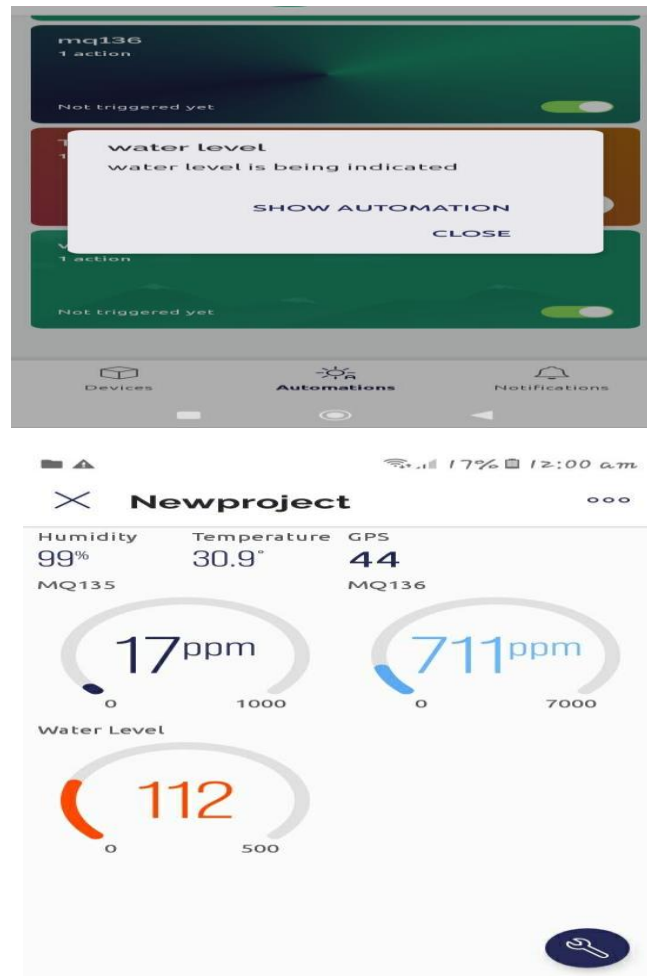 mq136
1 action
Not triggered yet
water level
water level is being indicated
SHOW AUTOMATION
CLOSE
1 action
Not triggered yet
Devices
Automations
Notifications
17% 12:00 am
Newproject
Humidity Temperature GPS
99% 30.9° 44
MQ135 MQ136
17ppm 711ppm
0 1000 0 7000
Water Level
112
0 500